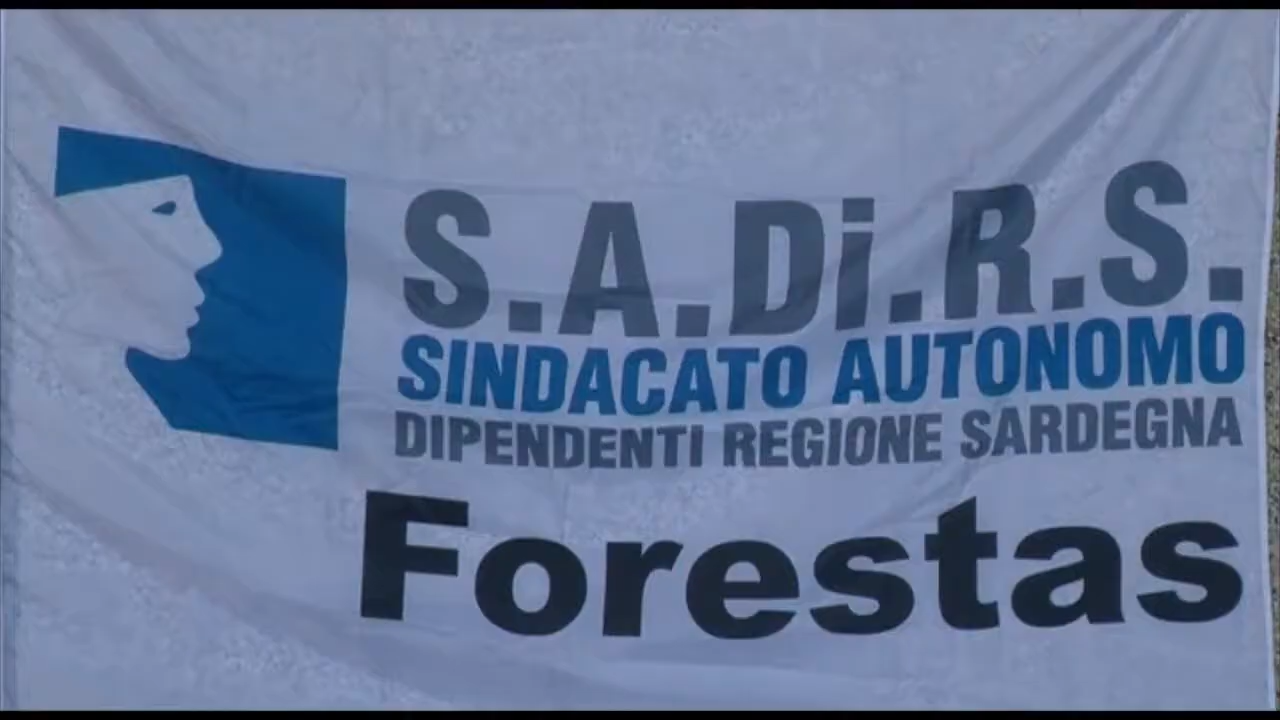 S.A.Di.R.S.
SINDACATO AUTONOMO
DIPENDENTI REGIONE SARDEGNA
Forestas